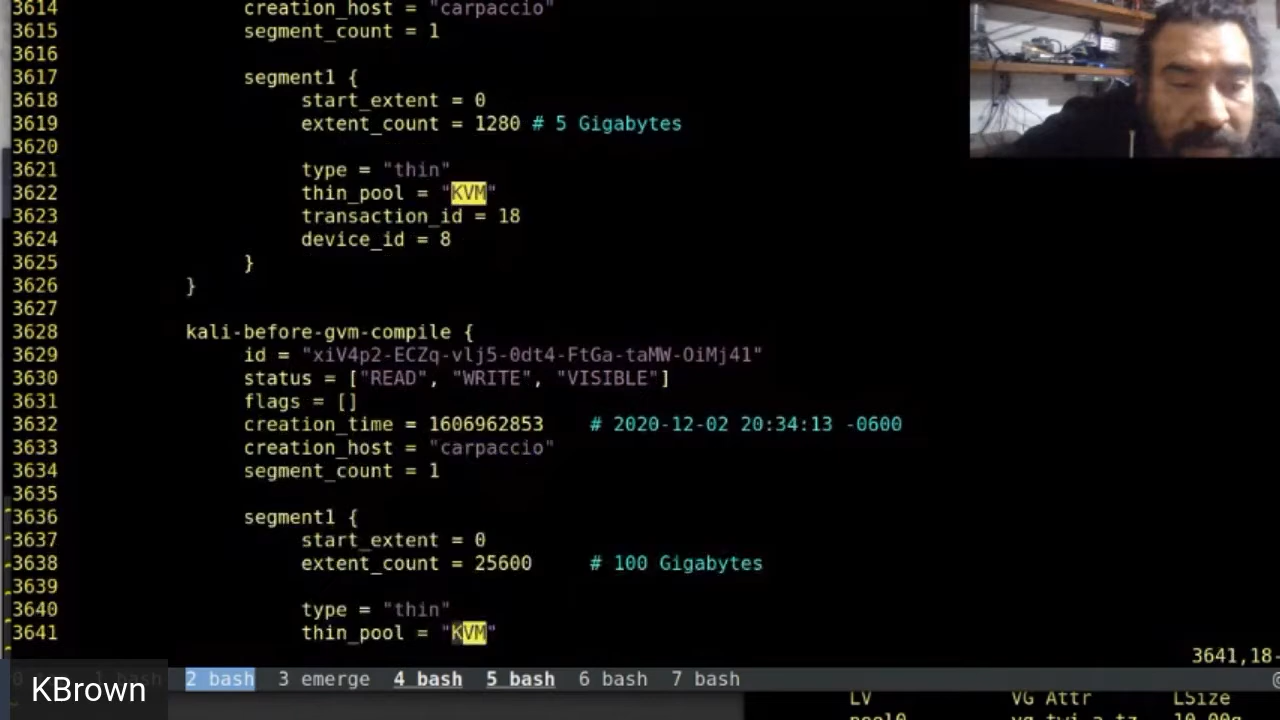 3614 creation_host = "carpaccio"
3615 segment_count = 1
3616
3617 segment1 {
3618 start_extent = 0
3619 extent_count = 1280 # 5 Gigabytes
3620
3621 type = "thin"
3622 thin_pool = "KVM"
3623 transaction_id = 18
3624 device_id = 8
3625 }
3626 }
3627
3628 kali-before-gvm-compile {
3629 id = "xiV4p2-ECZq-vlj5-0dt4-FtGa-taMW-OiMj41"
3630 status = ["READ", "WRITE", "VISIBLE"]
3631 flags = []
3632 creation_time = 1606962853 # 2020-12-02 20:34:13 -0600
3633 creation_host = "carpaccio"
3634 segment_count = 1
3635
3636 segment1 {
3637 start_extent = 0
3638 extent_count = 25600 # 100 Gigabytes
3639
3640 type = "thin"
3641 thin_pool = "KVM"
3641,18-
1 bash 2 bash 3 emerge 4 bash 5 bash 6 bash 7 bash
KBrown
LV VG Attr LSize